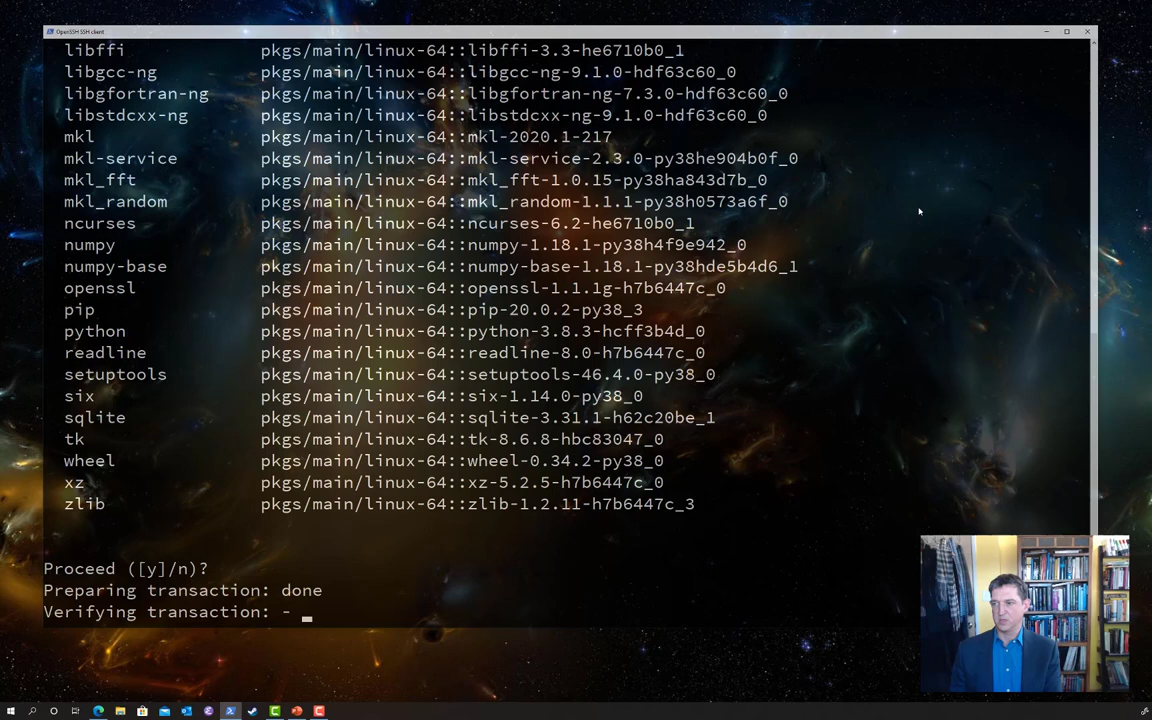 OpenSSH SSH client
libffi pkgs/main/linux-64::libffi-3.3-he6710b0_1
libgcc-ng pkgs/main/linux-64::libgcc-ng-9.1.0-hdf63c60_0
libgfortran-ng pkgs/main/linux-64::libgfortran-ng-7.3.0-hdf63c60_0
libstdcxx-ng pkgs/main/linux-64::libstdcxx-ng-9.1.0-hdf63c60_0
mkl pkgs/main/linux-64::mkl-2020.1-217
mkl-service pkgs/main/linux-64::mkl-service-2.3.0-py38he904b0f_0
mkl_fft pkgs/main/linux-64::mkl_fft-1.0.15-py38ha843d7b_0
mkl_random pkgs/main/linux-64::mkl_random-1.1.1-py38h0573a6f_0
ncurses pkgs/main/linux-64::ncurses-6.2-he6710b0_1
numpy pkgs/main/linux-64::numpy-1.18.1-py38h4f9e942_0
numpy-base pkgs/main/linux-64::numpy-base-1.18.1-py38hde5b4d6_1
openssl pkgs/main/linux-64::openssl-1.1.1g-h7b6447c_0
pip pkgs/main/linux-64::pip-20.0.2-py38_3
python pkgs/main/linux-64::python-3.8.3-hcff3b4d_0
readline pkgs/main/linux-64::readline-8.0-h7b6447c_0
setuptools pkgs/main/linux-64::setuptools-46.4.0-py38_0
six pkgs/main/linux-64::six-1.14.0-py38_0
sqlite pkgs/main/linux-64::sqlite-3.31.1-h62c20be_1
tk pkgs/main/linux-64::tk-8.6.8-hbc83047_0
wheel pkgs/main/linux-64::wheel-0.34.2-py38_0
xz pkgs/main/linux-64::xz-5.2.5-h7b6447c_0
zlib pkgs/main/linux-64::zlib-1.2.11-h7b6447c_3
Proceed ([y]/n)?
Preparing transaction: done
Verifying transaction: -